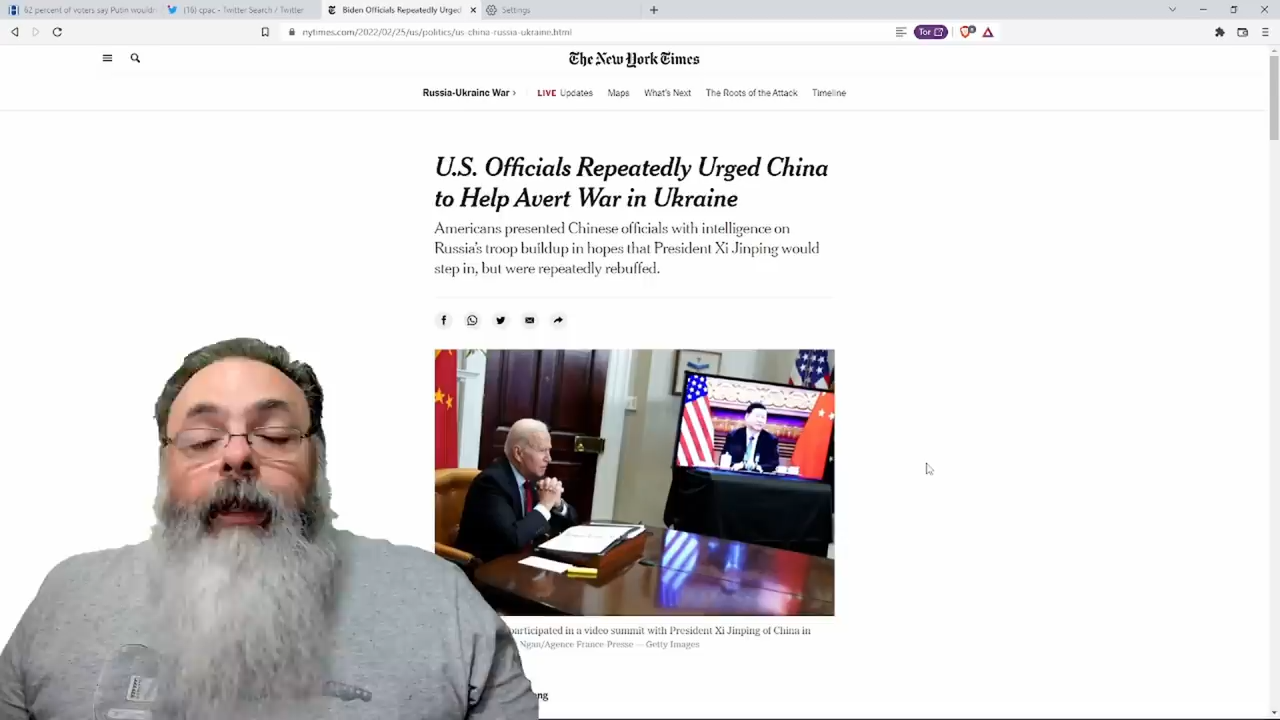 62 percent of voters say Putin wouldn
(16) cpac - Twitter Search / Twitter
Biden Officials Repeatedly Urged
Settings
nytimes.com/2022/02/25/us/politics/us-china-russia-ukraine.html
Tor
The New York Times
Russia-Ukraine War
LIVE Updates
Maps
What's Next
The Roots of the Attack
Timeline
U.S. Officials Repeatedly Urged China
to Help Avert War in Ukraine
Americans presented Chinese officials with intelligence on
Russia's troop buildup in hopes that President Xi Jinping would
step in, but were repeatedly rebuffed.
participated in a video summit with President Xi Jinping of China in
Ngan/Agence France-Presse — Getty Images